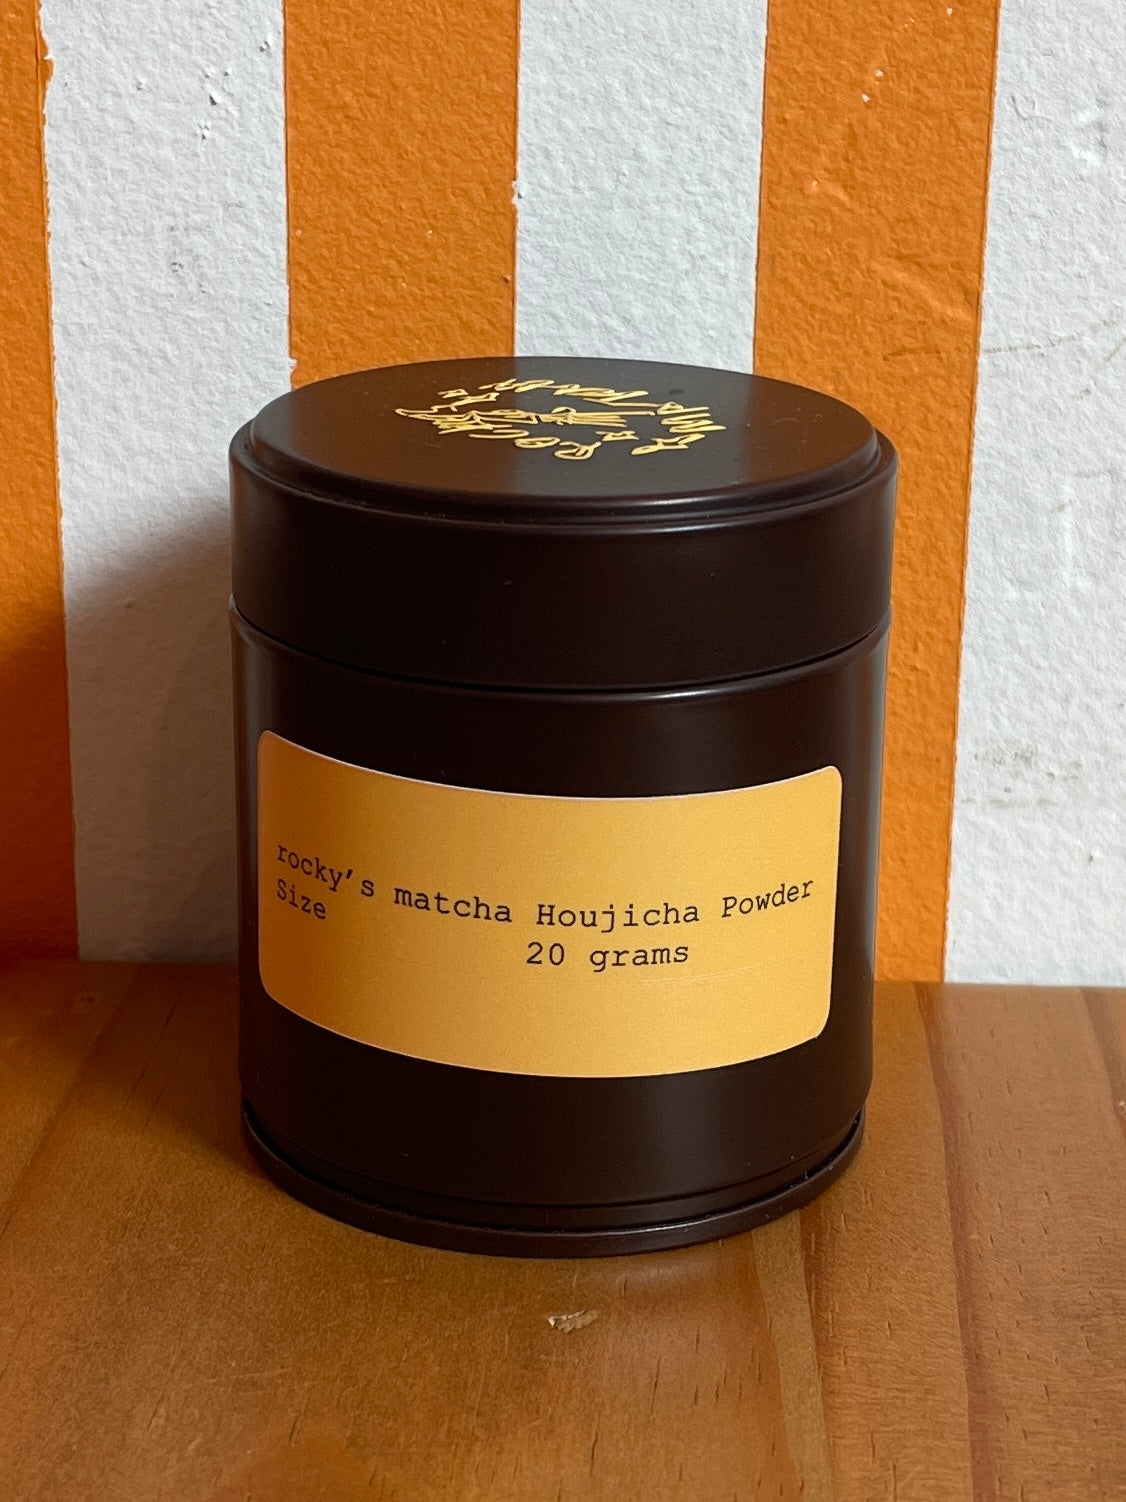 rocky's matcha Houjicha Powder
Size
20 grams